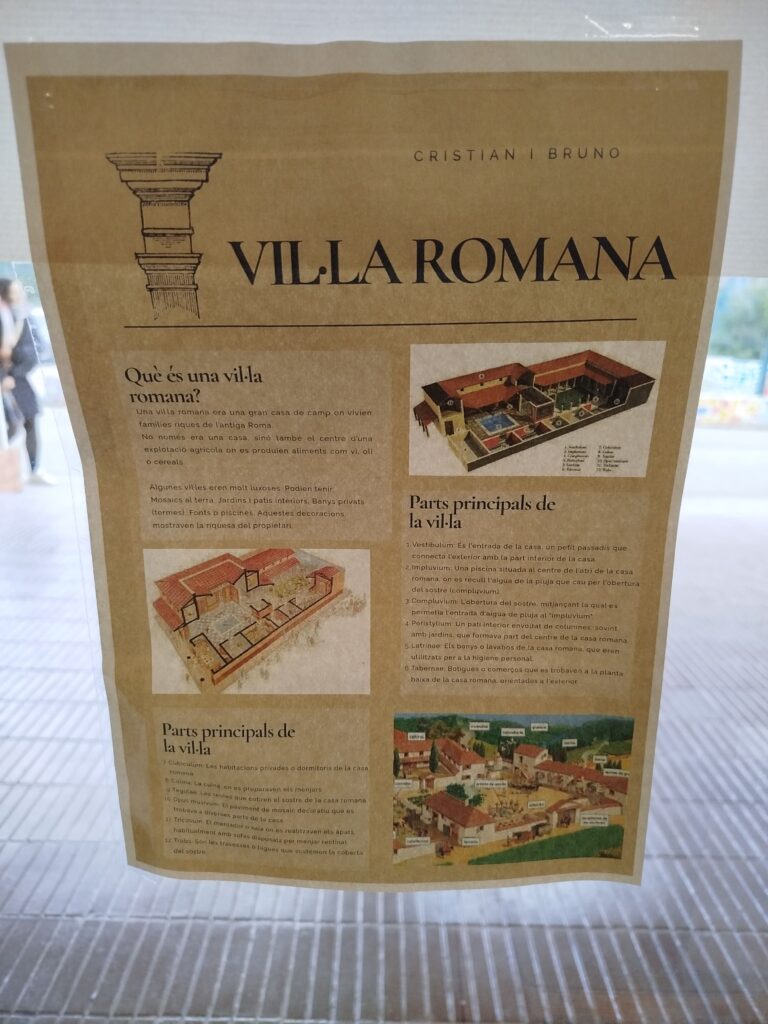 CRISTIAN I BRUNO
VIL·LA ROMANA
Què és una vil·la
romana?
Una vil·la romana era una gran casa de camp on vivien
famílies riques de l'antiga Roma.
No només era una casa, sinó també el centre d'una
explotació agrícola on es produïen aliments com vi, oli
o cereals.
Algunes vil·les eren molt luxoses. Podien tenir:
Mosaics al terra, Jardins i patis interiors, Banys privats
(termes), Fonts o piscines. Aquestes decoracions
mostraven la riquesa del propietari.
Parts principals de
la vil·la
1. Vestibulum: És l'entrada de la casa, un petit passadís que
connecta l'exterior amb la part interior de la casa.
2. Impluvium: Una piscina situada al centre de l'atri de la casa
romana, on es recull l'aigua de la pluja que cau per l'obertura
del sostre (compluvium).
3. Compluvium: L'obertura del sostre, mitjançant la qual es
permetia l'entrada d'aigua de pluja al "impluvium".
4. Peristylium: Un pati interior envoltat de columnes, sovint
amb jardins, que formava part del centre de la casa romana.
5. Latrinae: Els banys o lavabos de la casa romana, que eren
utilitzats per a la higiene personal.
6. Tabernae: Botigues o comerços que es trobaven a la planta
baixa de la casa romana, orientades a l'exterior.
Parts principals de
la vil·la
7. Cubiculum: Les habitacions privades o dormitoris de la casa
romana.
8. Culina: La cuina, on es preparaven els menjars.
9. Tegulae: Les teules que cobrien el sostre de la casa romana.
10. Opus musivum: El paviment de mosaic decoratiu que es
trobava a diverses parts de la casa.
11. Triclinium: El menjador o sala on es realitzaven els àpats,
habitualment amb sofàs disposats per menjar reclinat.
12. Trabs: Són les travesses o bigues que sustenten la coberta
del sostre.